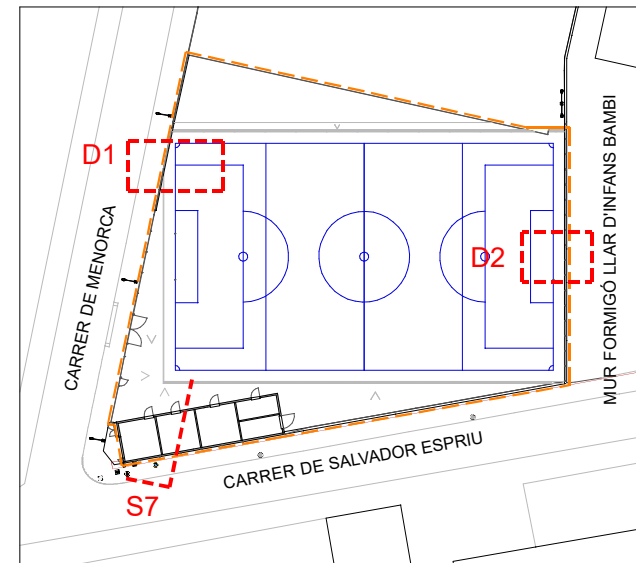 D1
D2
CARRER DE MENORCA
MUR FORMIGÓ LLAR D'INFANS BAMBI
CARRER DE SALVADOR ESPRIU
S7